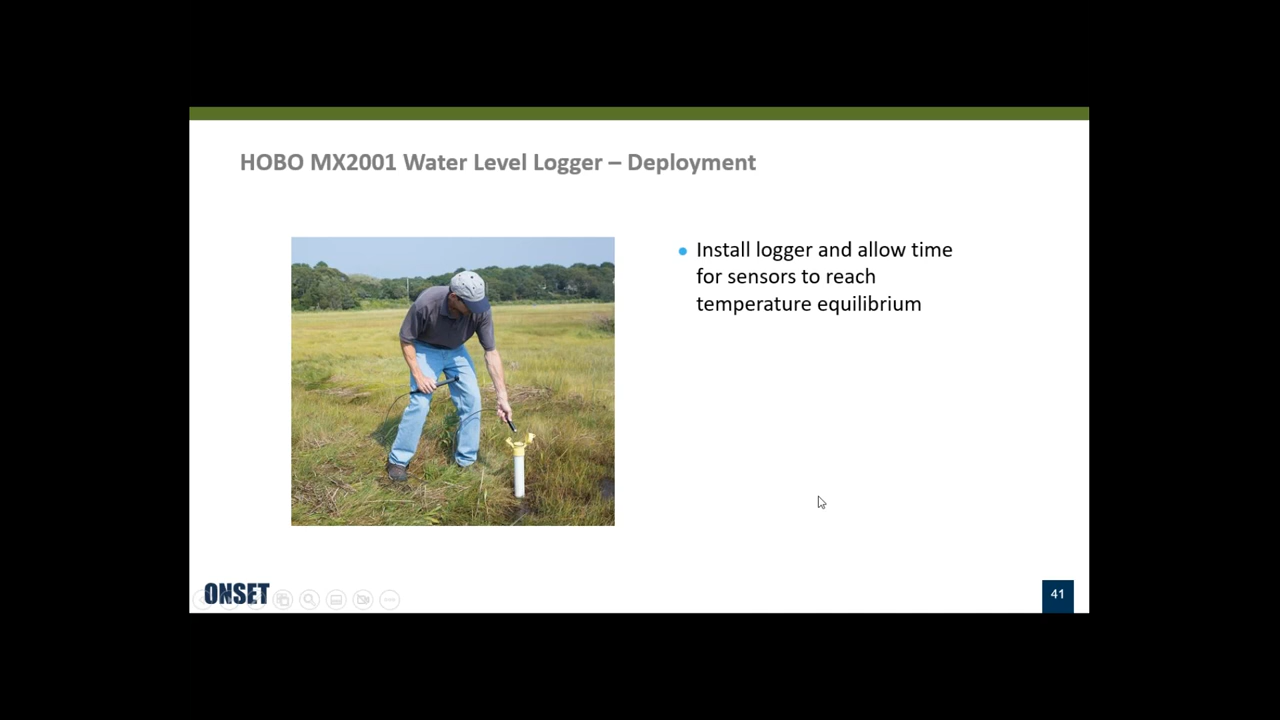 HOBO MX2001 Water Level Logger – Deployment
Install logger and allow time
for sensors to reach
temperature equilibrium
ONSET
41